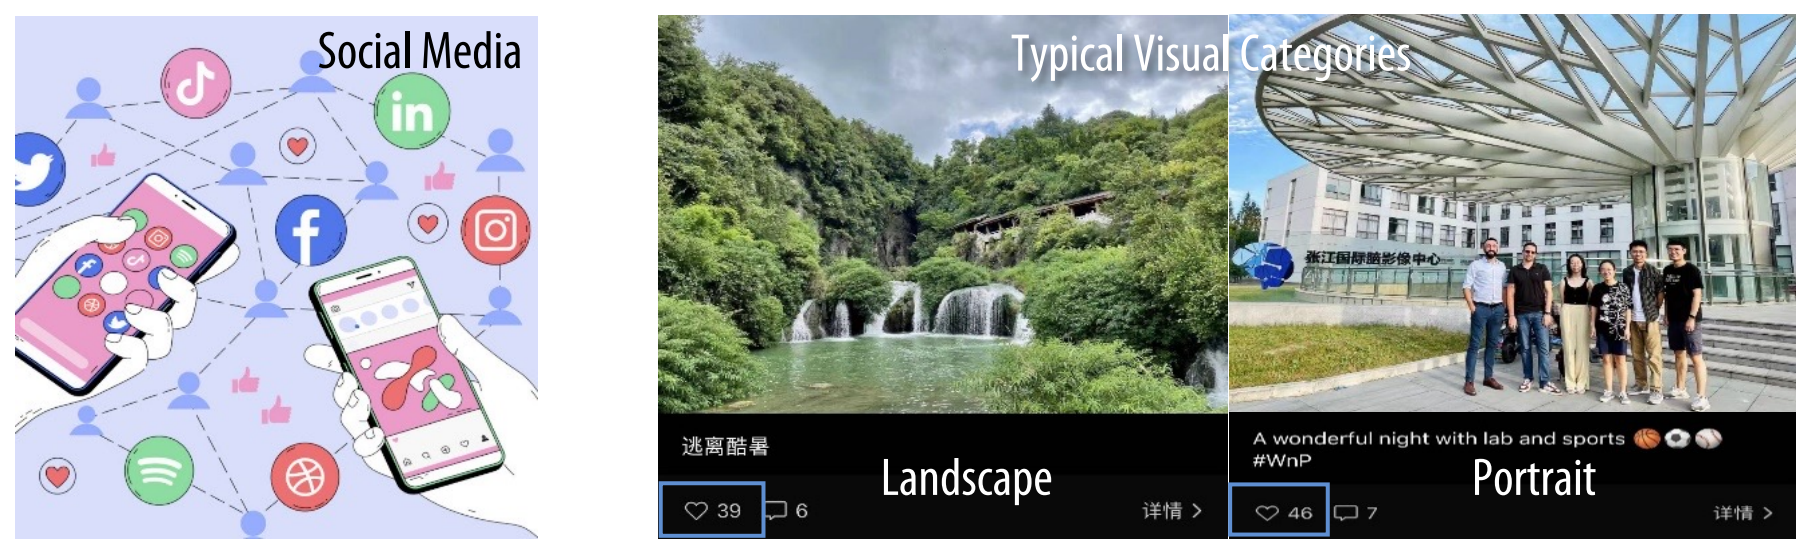 Social Media
in
f
Typical Visual Categories
张江国际脑影像中心
逃离酷暑
Landscape
39
6
详情 >
A wonderful night with lab and sports 🏀⚽⚾
#WnP
Portrait
46
7
详情 >